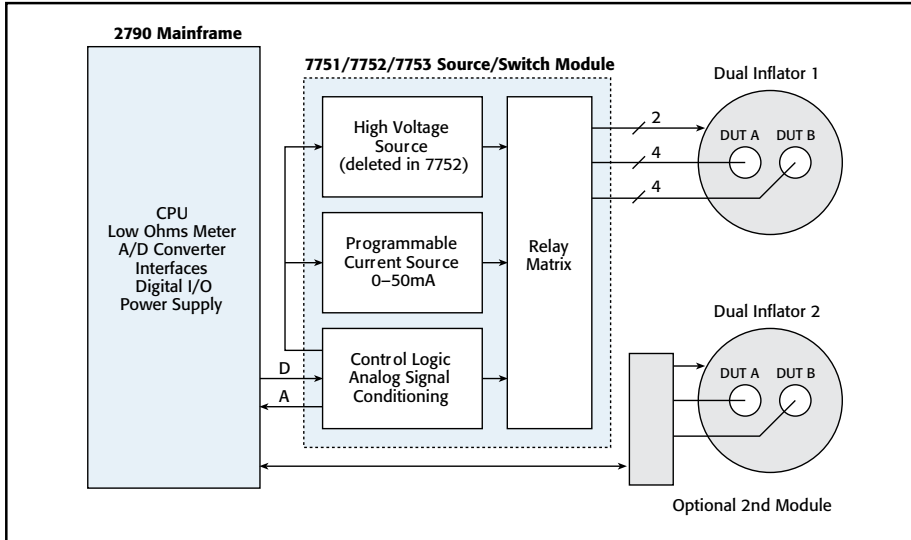 2790 Mainframe
CPU
Low Ohms Meter
A/D Converter
Interfaces
Digital I/O
Power Supply
7751/7752/7753 Source/Switch Module
High Voltage
Source
(deleted in 7752)
Programmable
Current Source
0–50mA
Control Logic
Analog Signal
Conditioning
D
A
Relay
Matrix
2
4
4
Dual Inflator 1
DUT A DUT B
Dual Inflator 2
DUT A DUT B
Optional 2nd Module